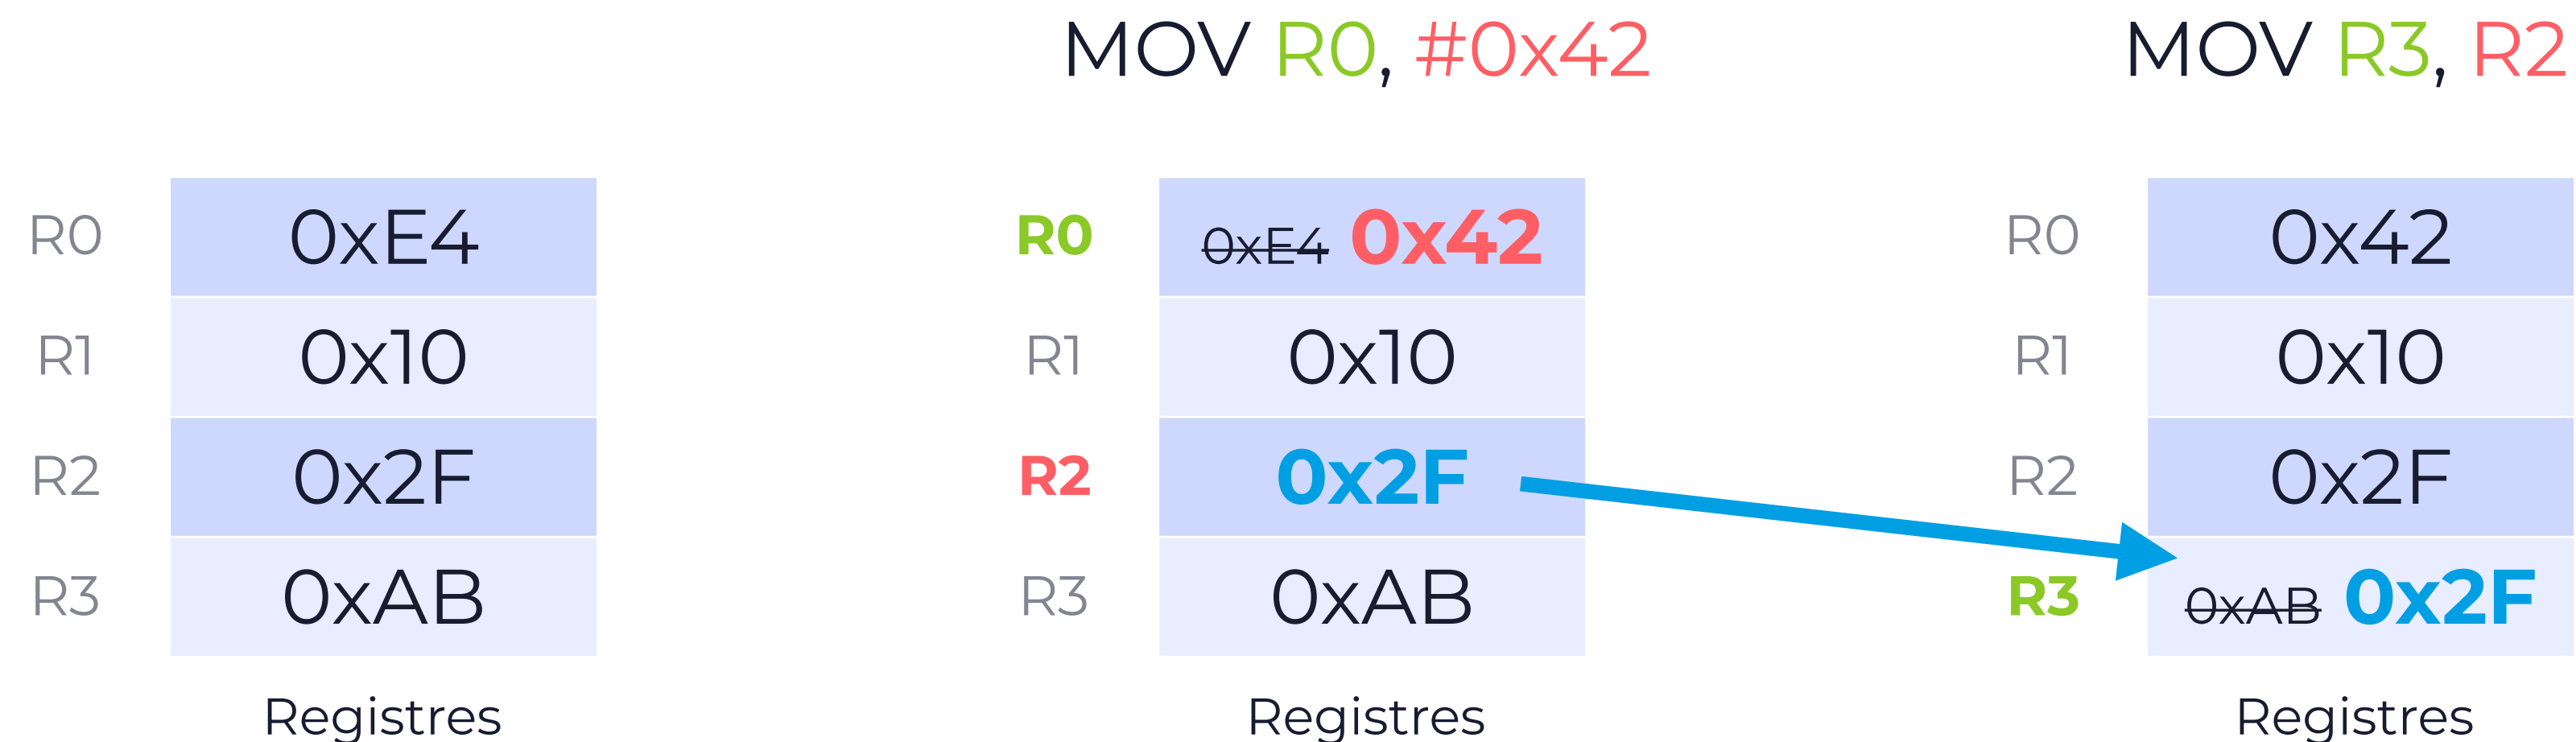 MOV R0, #0x42
MOV R3, R2
R0 0xE4
R1 0x10
R2 0x2F
R3 0xAB
Registres
R0 0xE4 0x42
R1 0x10
R2 0x2F
R3 0xAB
Registres
R0 0x42
R1 0x10
R2 0x2F
R3 0xAB 0x2F
Registres